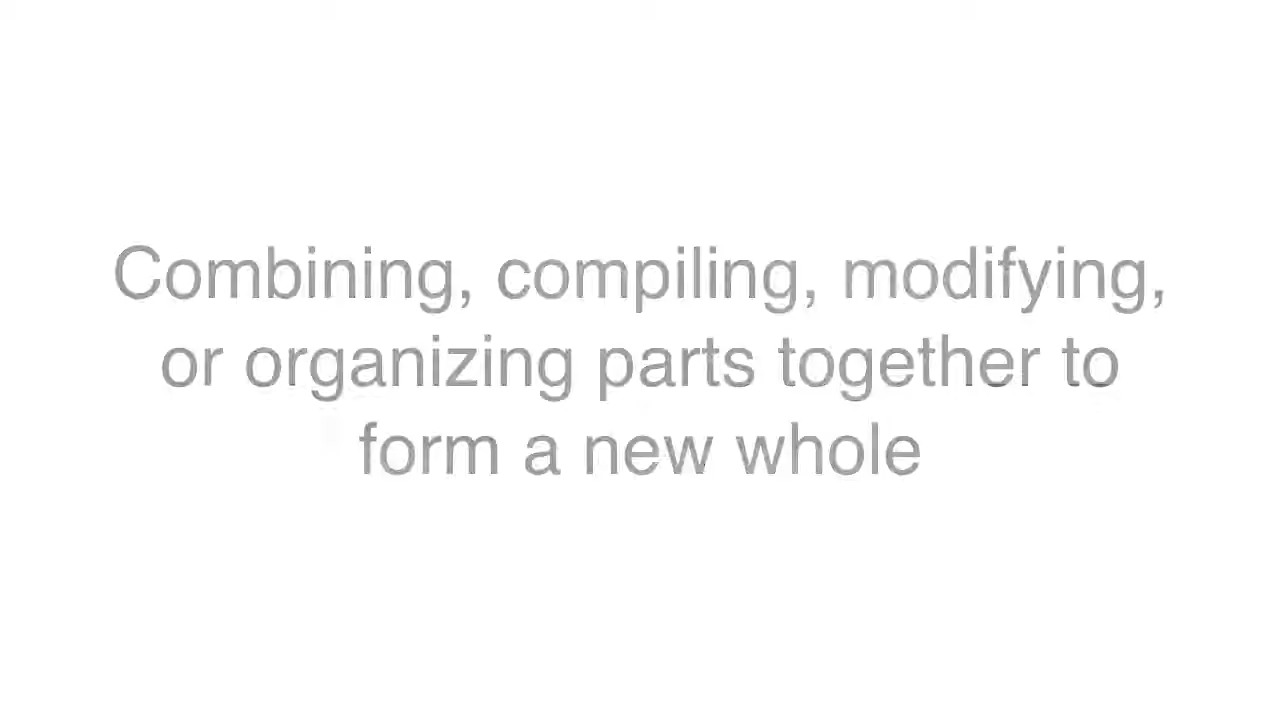 Combining, compiling, modifying,
or organizing parts together to
form a new whole